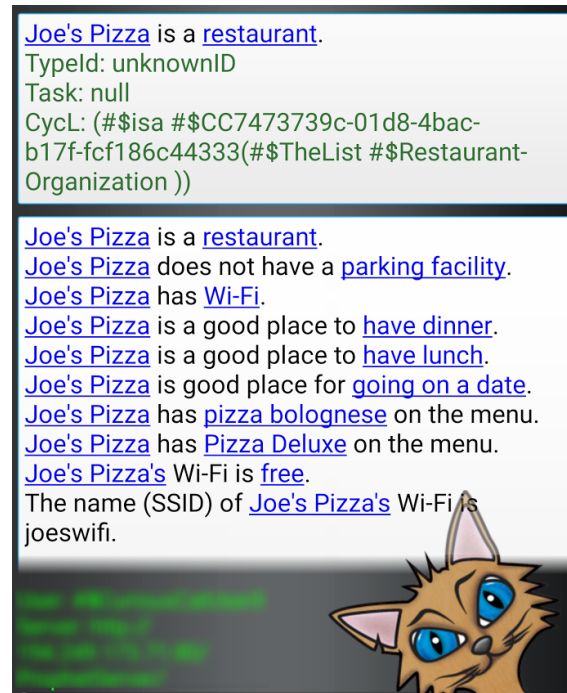 Joe's Pizza is a restaurant.
TypeId: unknownID
Task: null
CycL: (#$isa #$CC7473739c-01d8-4bac-
b17f-fcf186c44333(#$TheList #$Restaurant-
Organization ))
Joe's Pizza is a restaurant.
Joe's Pizza does not have a parking facility.
Joe's Pizza has Wi-Fi.
Joe's Pizza is a good place to have dinner.
Joe's Pizza is a good place to have lunch.
Joe's Pizza is good place for going on a date.
Joe's Pizza has pizza bolognese on the menu.
Joe's Pizza has Pizza Deluxe on the menu.
Joe's Pizza's Wi-Fi is free.
The name (SSID) of Joe's Pizza's Wi-Fi is
joeswifi.